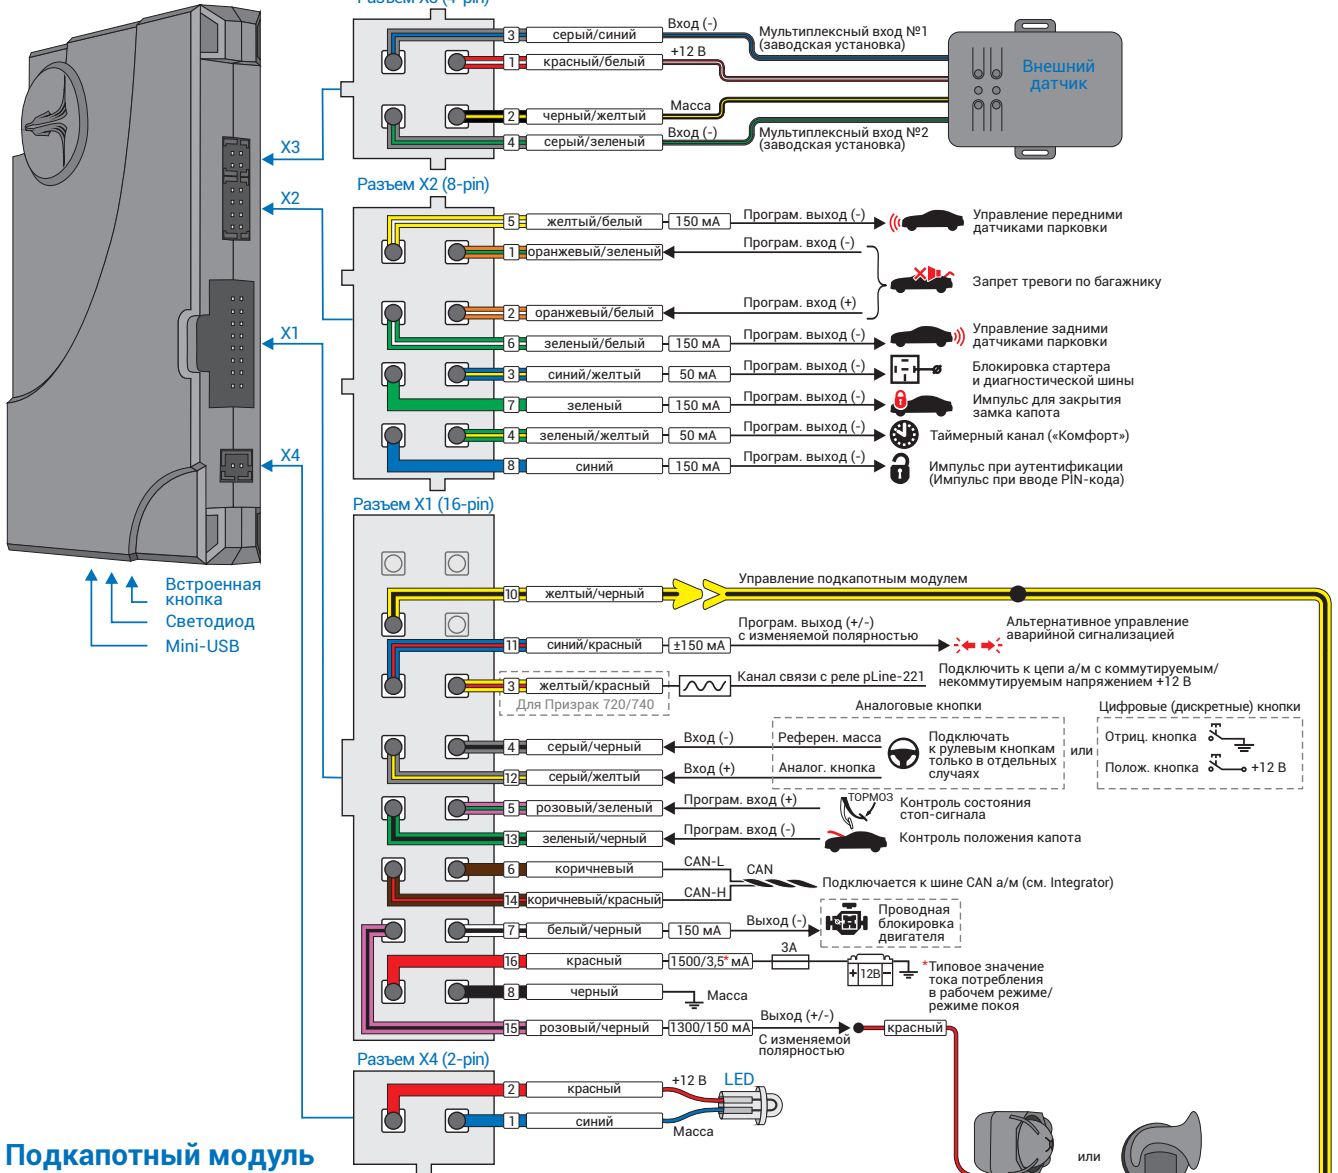 Разъем X3 (4-pin)
3 серый/синий Вход (-) Мультиплексный вход №1
(заводская установка)
1 красный/белый +12 В
Внешний
датчик
2 черный/желтый Масса
4 серый/зеленый Вход (-) Мультиплексный вход №2
(заводская установка)
X3
X2
X1
X4
Встроенная
кнопка
Светодиод
Mini-USB
Разъем X2 (8-pin)
5 желтый/белый 150 мА Програм. выход (-) Управление передними
датчиками парковки
1 оранжевый/зеленый Програм. вход (-)
Запрет тревоги по багажнику
2 оранжевый/белый Програм. вход (+)
6 зеленый/белый 150 мА Програм. выход (-) Управление задними
датчиками парковки
3 синий/желтый 50 мА Програм. выход (-) Блокировка стартера
и диагностической шины
7 зеленый 150 мА Програм. выход (-) Импульс для закрытия
замка капота
4 зеленый/желтый 50 мА Програм. выход (-) Таймерный канал («Комфорт»)
8 синий 150 мА Програм. выход (-) Импульс при аутентификации
(Импульс при вводе PIN-кода)
Разъем X1 (16-pin)
10 желтый/черный Управление подкапотным модулем
11 синий/красный ±150 мА Програм. выход (+/-)
с изменяемой полярностью
Альтернативное управление
аварийной сигнализацией
3 желтый/красный Канал связи с реле pLine-221 Подключить к цепи а/м с коммутируемым/
некоммутируемым напряжением +12 В
Для Призрак 720/740
Аналоговые кнопки
Цифровые (дискретные) кнопки
4 серый/черный Вход (-) Референ. масса
12 серый/желтый Вход (+) Аналог. кнопка
Подключать
к рулевым кнопкам
только в отдельных
случаях
или
Отриц. кнопка
Полож. кнопка +12 В
5 розовый/зеленый Програм. вход (+) ТОРМОЗ Контроль состояния
стоп-сигнала
13 зеленый/черный Програм. вход (-) Контроль положения капота
6 коричневый CAN-L
CAN
Подключается к шине CAN а/м (см. Integrator)
14 коричневый/красный CAN-H
7 белый/черный 150 мА Выход (-) Проводная
блокировка
двигателя
16 красный 1500/3,5* мА 3А + 12В -
*Типовое значение
тока потребления
в рабочем режиме/
режиме покоя
8 черный Масса
15 розовый/черный 1300/150 мА Выход (+/-)
С изменяемой
полярностью
красный
Разъем X4 (2-pin)
2 красный +12 В LED
1 синий Масса
или
Подкапотный модуль